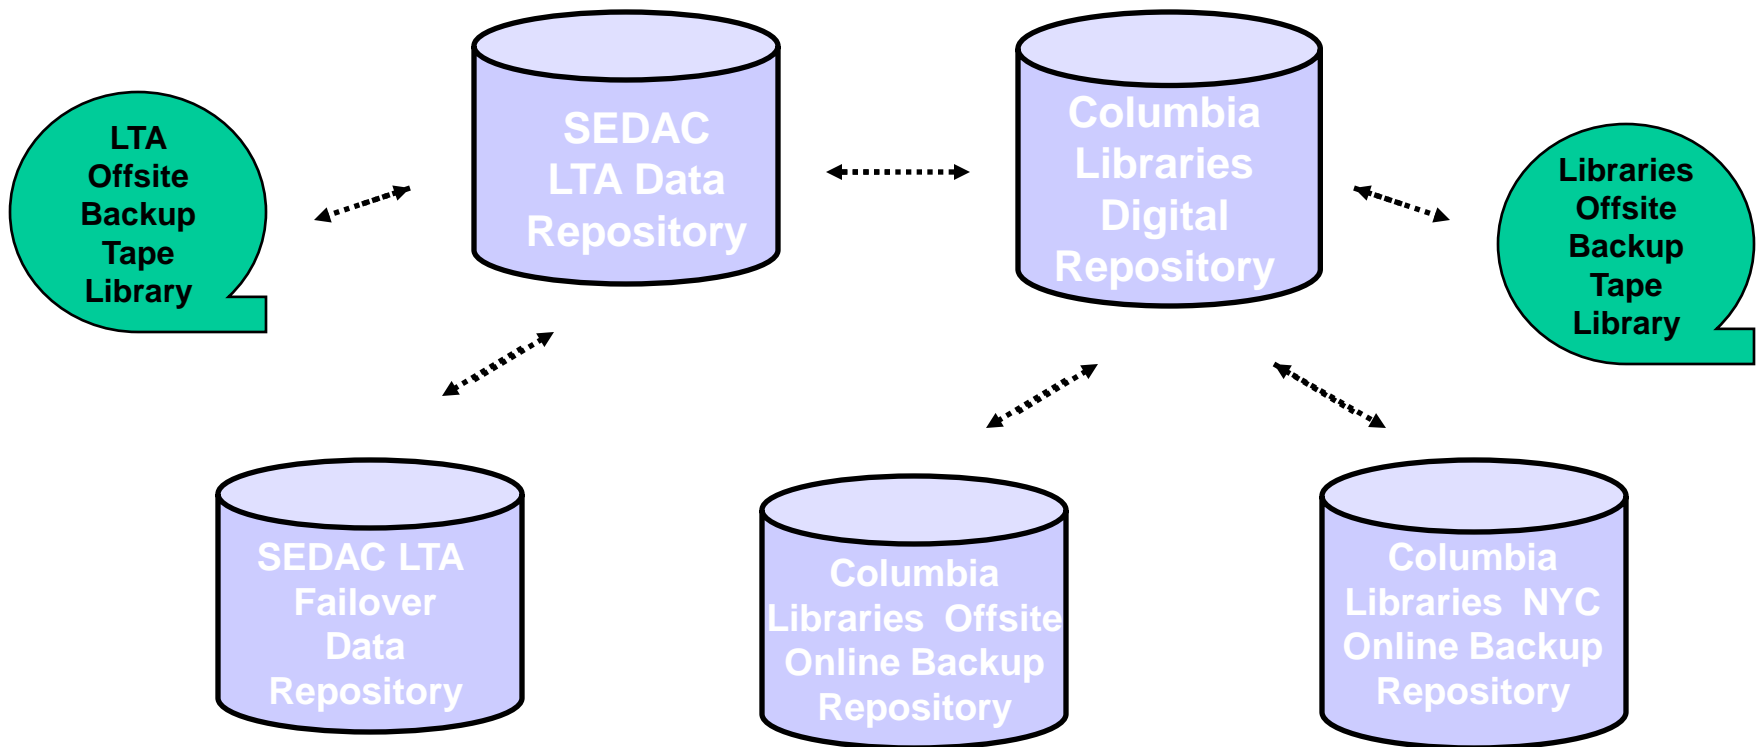 LTA
Offsite
Backup
Tape
Library
SEDAC
LTA Data
Repository
Columbia
Libraries
Digital
Repository
Libraries
Offsite
Backup
Tape
Library
SEDAC LTA
Failover
Data
Repository
Columbia
Libraries Offsite
Online Backup
Repository
Columbia
Libraries NYC
Online Backup
Repository